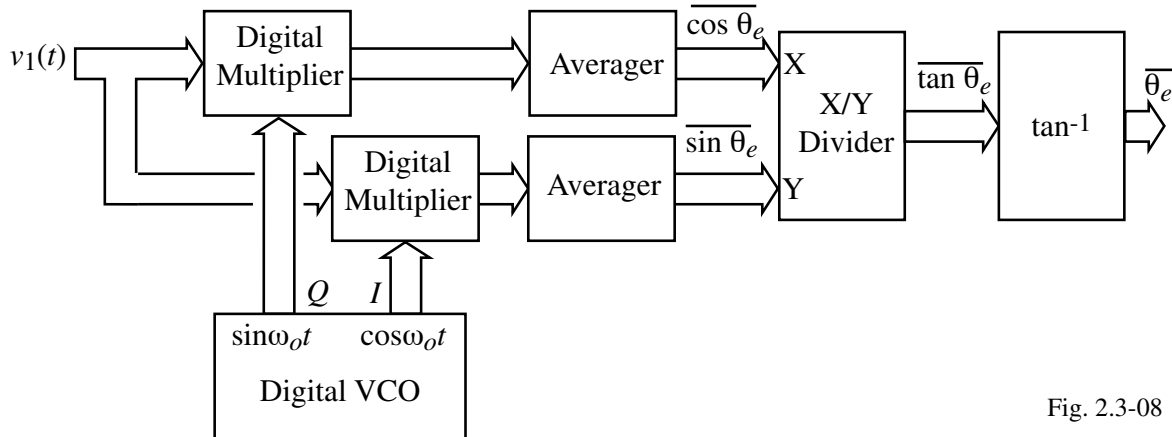 v1(t)
Digital
Multiplier
Averager
cos θe
X
X/Y
Divider
tan θe
tan-1
θe
Digital
Multiplier
Averager
sin θe
Y
Q
I
sinωot
cosωot
Digital VCO
Fig. 2.3-08